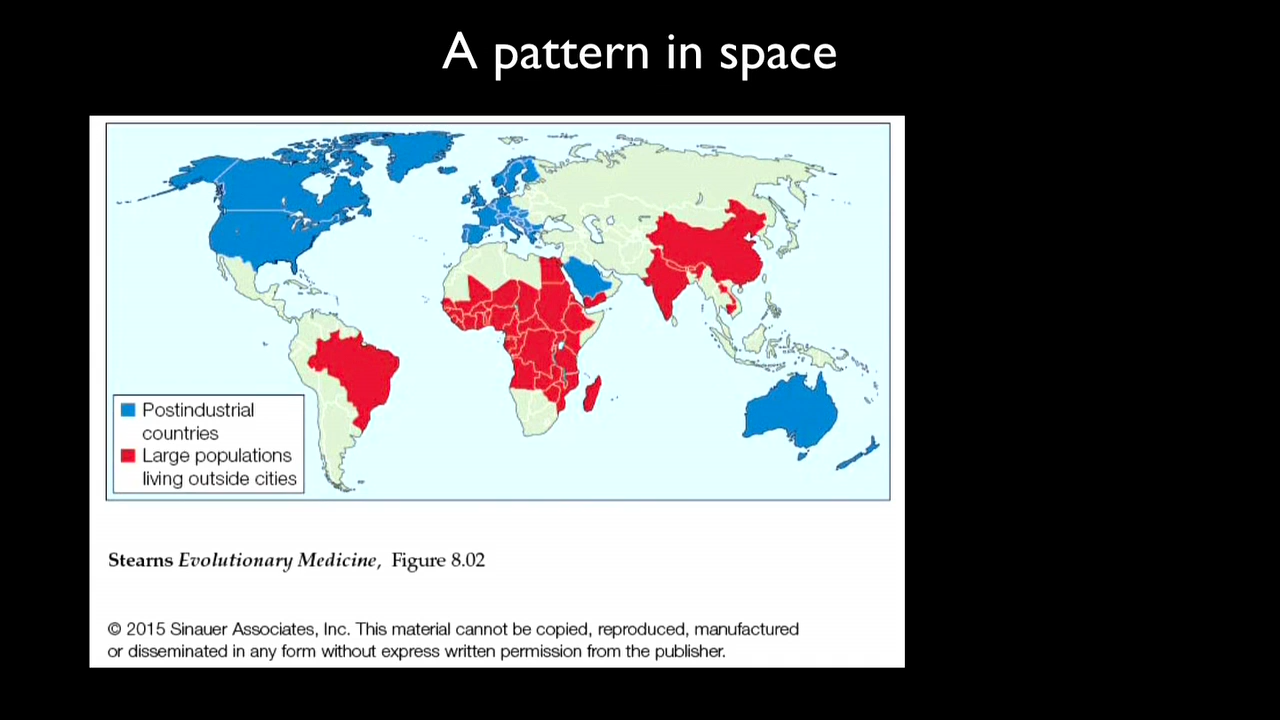 A pattern in space
Postindustrial
countries
Large populations
living outside cities
Stearns Evolutionary Medicine, Figure 8.02
© 2015 Sinauer Associates, Inc. This material cannot be copied, reproduced, manufactured
or disseminated in any form without express written permission from the publisher.